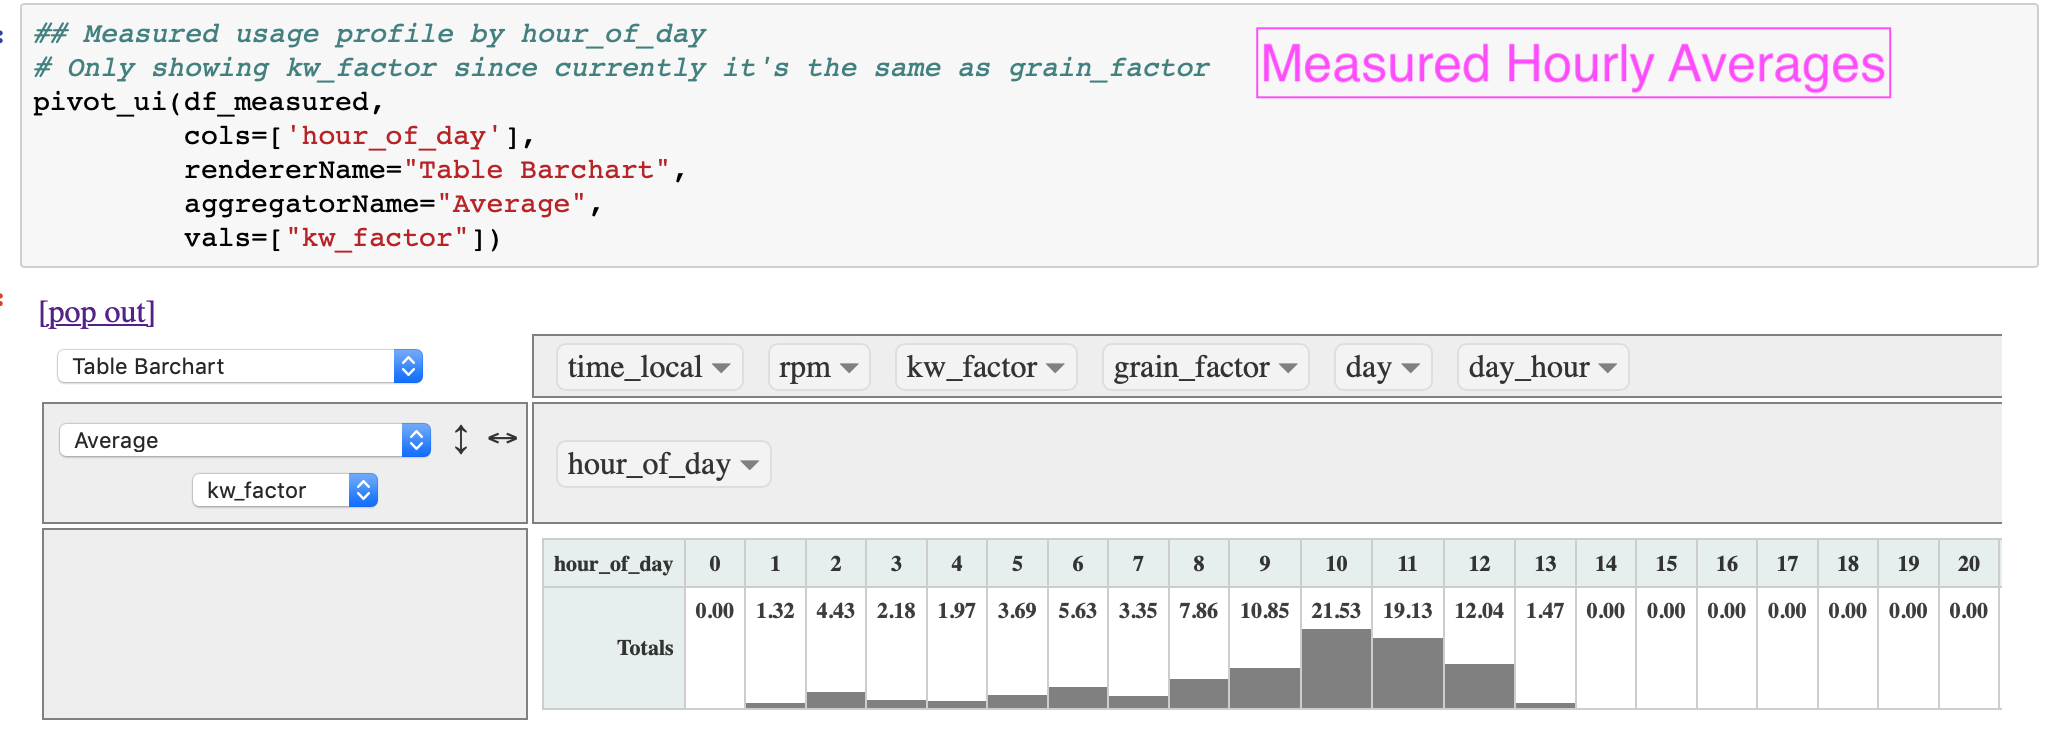 ## Measured usage profile by hour_of_day
# Only showing kw_factor since currently it's the same as grain_factor
pivot_ui(df_measured,
cols=['hour_of_day'],
rendererName="Table Barchart",
aggregatorName="Average",
vals=["kw_factor"])
Measured Hourly Averages
[pop out]
Table Barchart
time_local rpm kw_factor grain_factor day day_hour
Average
kw_factor
hour_of_day
hour_of_day 0 1 2 3 4 5 6 7 8 9 10 11 12 13 14 15 16 17 18 19 20
Totals 0.00 1.32 4.43 2.18 1.97 3.69 5.63 3.35 7.86 10.85 21.53 19.13 12.04 1.47 0.00 0.00 0.00 0.00 0.00 0.00 0.00